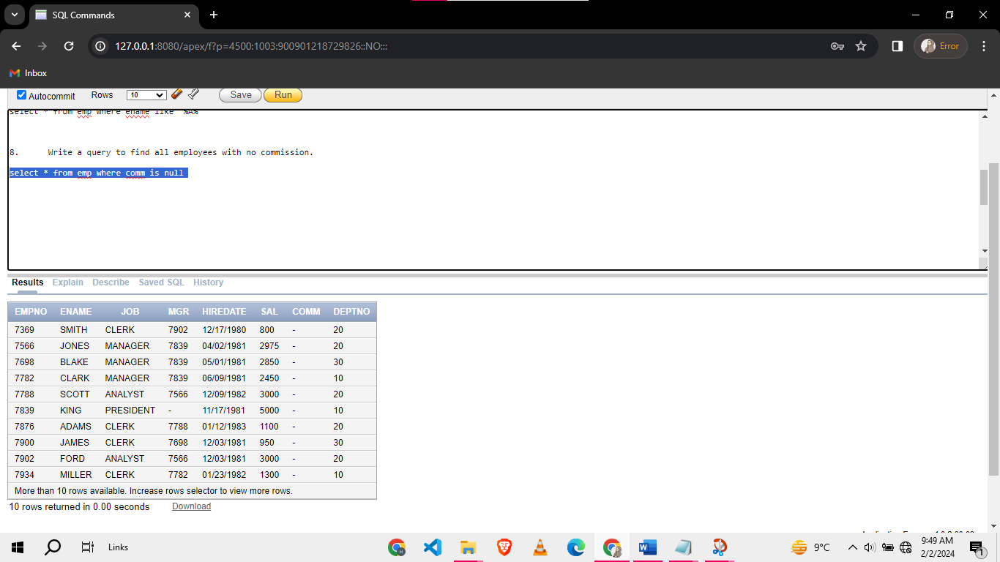 SQL Commands
127.0.0.1:8080/apex/f?p=4500:1003:900901218729826::NO:::
Error
Inbox
Autocommit Rows 10 Save Run
select * from emp where ename like '%A%'
8. Write a query to find all employees with no commission.
select * from emp where comm is null
Results Explain Describe Saved SQL History
EMPNO ENAME JOB MGR HIREDATE SAL COMM DEPTNO
7369 SMITH CLERK 7902 12/17/1980 800 - 20
7566 JONES MANAGER 7839 04/02/1981 2975 - 20
7698 BLAKE MANAGER 7839 05/01/1981 2850 - 30
7782 CLARK MANAGER 7839 06/09/1981 2450 - 10
7788 SCOTT ANALYST 7566 12/09/1982 3000 - 20
7839 KING PRESIDENT - 11/17/1981 5000 - 10
7876 ADAMS CLERK 7788 01/12/1983 1100 - 20
7900 JAMES CLERK 7698 12/03/1981 950 - 30
7902 FORD ANALYST 7566 12/03/1981 3000 - 20
7934 MILLER CLERK 7782 01/23/1982 1300 - 10
More than 10 rows available. Increase rows selector to view more rows.
10 rows returned in 0.00 seconds Download
Links
9°C
9:49 AM
2/2/2024
1